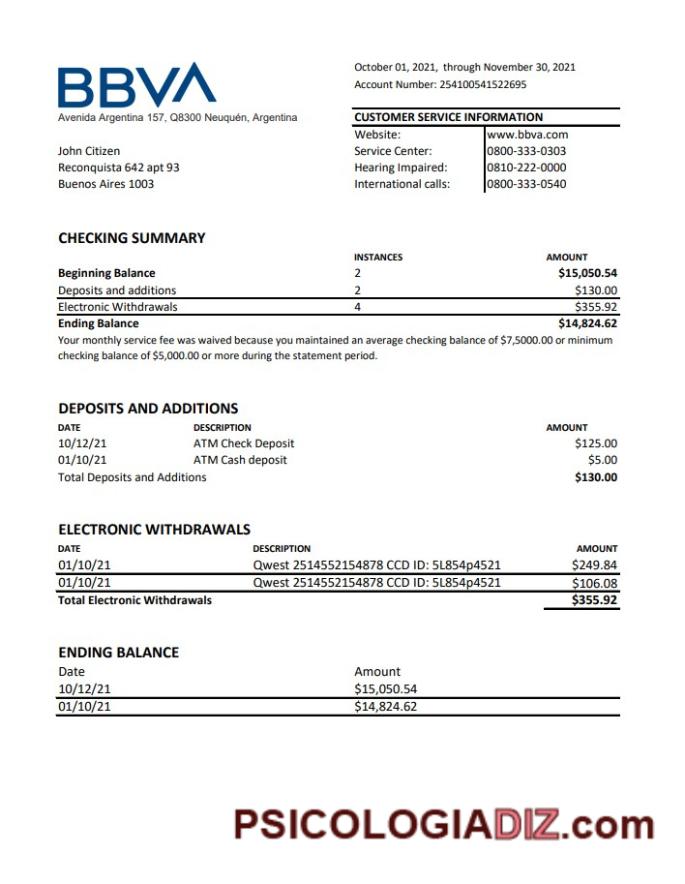 BBVA
Avenida Argentina 157, Q8300 Neuquén, Argentina
October 01, 2021, through November 30, 2021
Account Number: 254100541522695
CUSTOMER SERVICE INFORMATION
Website: www.bbva.com
Service Center: 0800-333-0303
Hearing Impaired: 0810-222-0000
International calls: 0800-333-0540
John Citizen
Reconquista 642 apt 93
Buenos Aires 1003
CHECKING SUMMARY
INSTANCES AMOUNT
Beginning Balance 2 $15,050.54
Deposits and additions 2 $130.00
Electronic Withdrawals 4 $355.92
Ending Balance $14,824.62
Your monthly service fee was waived because you maintained an average checking balance of $7,5000.00 or minimum
checking balance of $5,000.00 or more during the statement period.
DEPOSITS AND ADDITIONS
DATE DESCRIPTION AMOUNT
10/12/21 ATM Check Deposit $125.00
01/10/21 ATM Cash deposit $5.00
Total Deposits and Additions $130.00
ELECTRONIC WITHDRAWALS
DATE DESCRIPTION AMOUNT
01/10/21 Qwest 2514552154878 CCD ID: 5L854p4521 $249.84
01/10/21 Qwest 2514552154878 CCD ID: 5L854p4521 $106.08
Total Electronic Withdrawals $355.92
ENDING BALANCE
Date Amount
10/12/21 $15,050.54
01/10/21 $14,824.62
PSICOLOGIADIZ.com